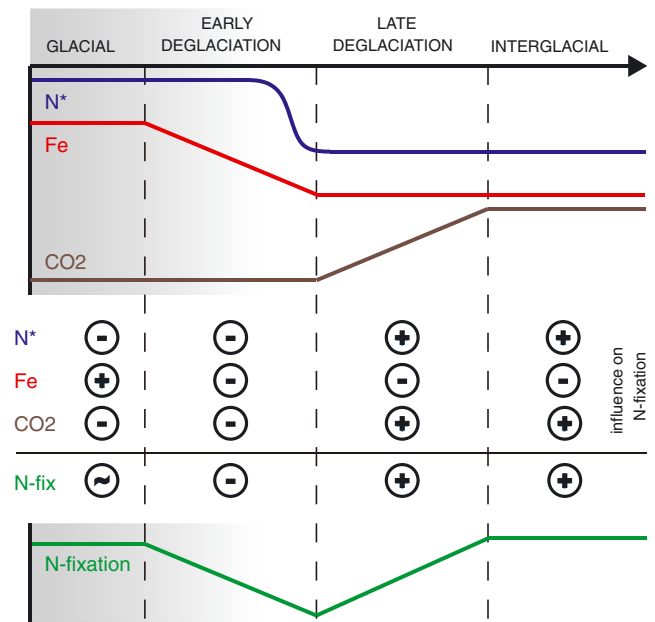 GLACIAL
EARLY
DEGLACIATION
LATE
DEGLACIATION
INTERGLACIAL
N*
Fe
CO2
N* - - + +
Fe + - - -
CO2 - - + +
influence on
N-fixation
N-fix ~ - + +
N-fixation